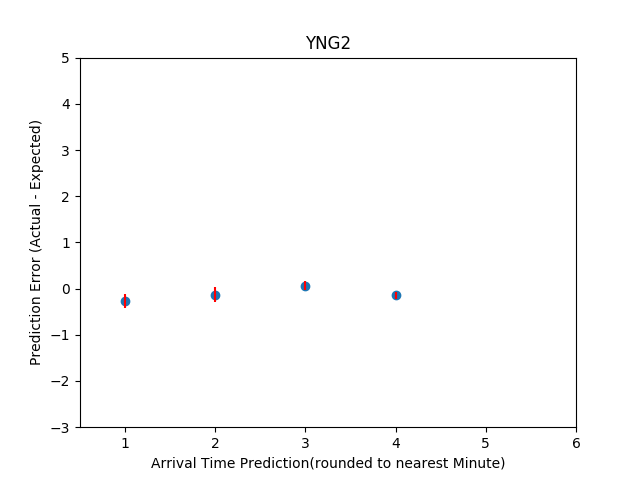 YNG2
5
4
3
2
1
0
−1
−2
−3
Prediction Error (Actual - Expected)
1 2 3 4 5 6
Arrival Time Prediction(rounded to nearest Minute)